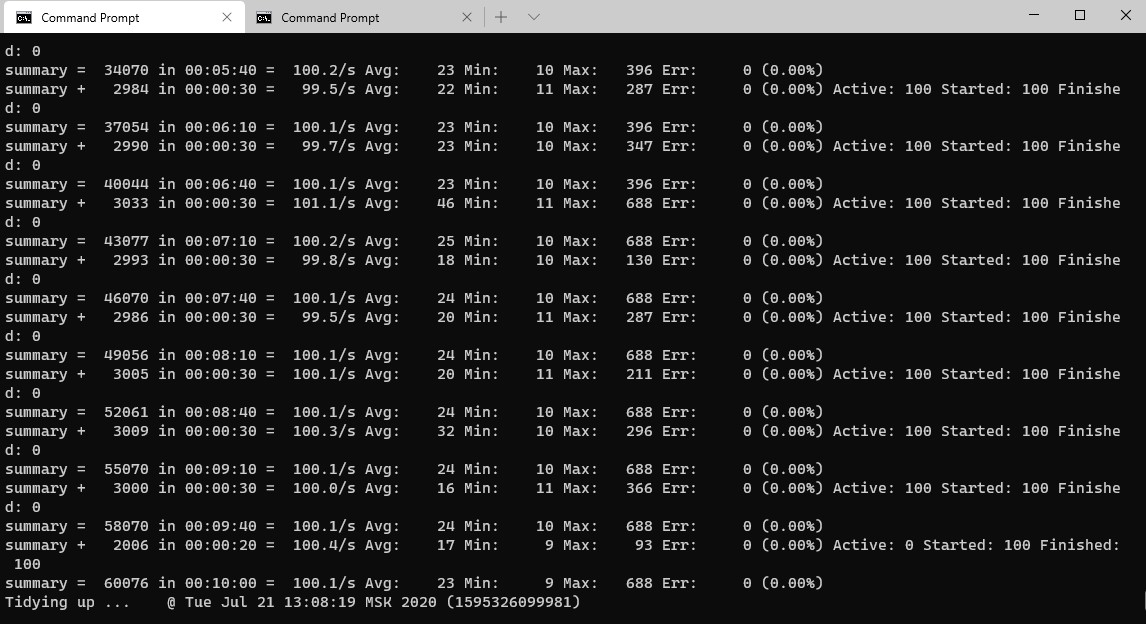 Command Prompt
Command Prompt
d: 0
summary =  34070 in 00:05:40 =  100.2/s Avg:    23 Min:    10 Max:   396 Err:     0 (0.00%)
summary +   2984 in 00:00:30 =   99.5/s Avg:    22 Min:    11 Max:   287 Err:     0 (0.00%) Active: 100 Started: 100 Finishe
d: 0
summary =  37054 in 00:06:10 =  100.1/s Avg:    23 Min:    10 Max:   396 Err:     0 (0.00%)
summary +   2990 in 00:00:30 =   99.7/s Avg:    23 Min:    10 Max:   347 Err:     0 (0.00%) Active: 100 Started: 100 Finishe
d: 0
summary =  40044 in 00:06:40 =  100.1/s Avg:    23 Min:    10 Max:   396 Err:     0 (0.00%)
summary +   3033 in 00:00:30 =  101.1/s Avg:    46 Min:    11 Max:   688 Err:     0 (0.00%) Active: 100 Started: 100 Finishe
d: 0
summary =  43077 in 00:07:10 =  100.2/s Avg:    25 Min:    10 Max:   688 Err:     0 (0.00%)
summary +   2993 in 00:00:30 =   99.8/s Avg:    18 Min:    10 Max:   130 Err:     0 (0.00%) Active: 100 Started: 100 Finishe
d: 0
summary =  46070 in 00:07:40 =  100.1/s Avg:    24 Min:    10 Max:   688 Err:     0 (0.00%)
summary +   2986 in 00:00:30 =   99.5/s Avg:    20 Min:    11 Max:   287 Err:     0 (0.00%) Active: 100 Started: 100 Finishe
d: 0
summary =  49056 in 00:08:10 =  100.1/s Avg:    24 Min:    10 Max:   688 Err:     0 (0.00%)
summary +   3005 in 00:00:30 =  100.1/s Avg:    20 Min:    11 Max:   211 Err:     0 (0.00%) Active: 100 Started: 100 Finishe
d: 0
summary =  52061 in 00:08:40 =  100.1/s Avg:    24 Min:    10 Max:   688 Err:     0 (0.00%)
summary +   3009 in 00:00:30 =  100.3/s Avg:    32 Min:    10 Max:   296 Err:     0 (0.00%) Active: 100 Started: 100 Finishe
d: 0
summary =  55070 in 00:09:10 =  100.1/s Avg:    24 Min:    10 Max:   688 Err:     0 (0.00%)
summary +   3000 in 00:00:30 =  100.0/s Avg:    16 Min:    11 Max:   366 Err:     0 (0.00%) Active: 100 Started: 100 Finishe
d: 0
summary =  58070 in 00:09:40 =  100.1/s Avg:    24 Min:    10 Max:   688 Err:     0 (0.00%)
summary +   2006 in 00:00:20 =  100.4/s Avg:    17 Min:     9 Max:    93 Err:     0 (0.00%) Active: 0 Started: 100 Finished:
 100
summary =  60076 in 00:10:00 =  100.1/s Avg:    23 Min:     9 Max:   688 Err:     0 (0.00%)
Tidying up ...    @ Tue Jul 21 13:08:19 MSK 2020 (1595326099981)